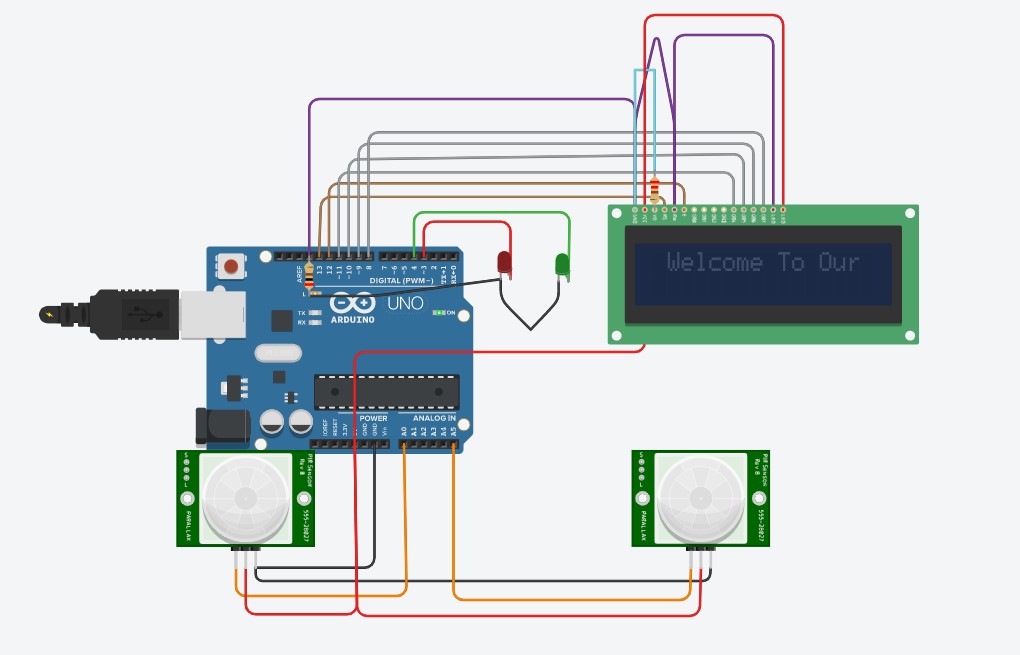 Welcome To Our
AREF
13
12
~11
~10
~9
8
7
~6
~5
4
~3
2
TX→1
RX←0
DIGITAL (PWM~)
L
TX
RX
UNO
ARDUINO
ON
POWER
ANALOG IN
IOREF
RESET
3.3V
GND
GND
Vin
A0
A1
A2
A3
A4
A5
S
L
PIR Sensor
Rev B
PARALLAX
555-28027
S
L
PIR Sensor
Rev B
PARALLAX
555-28027